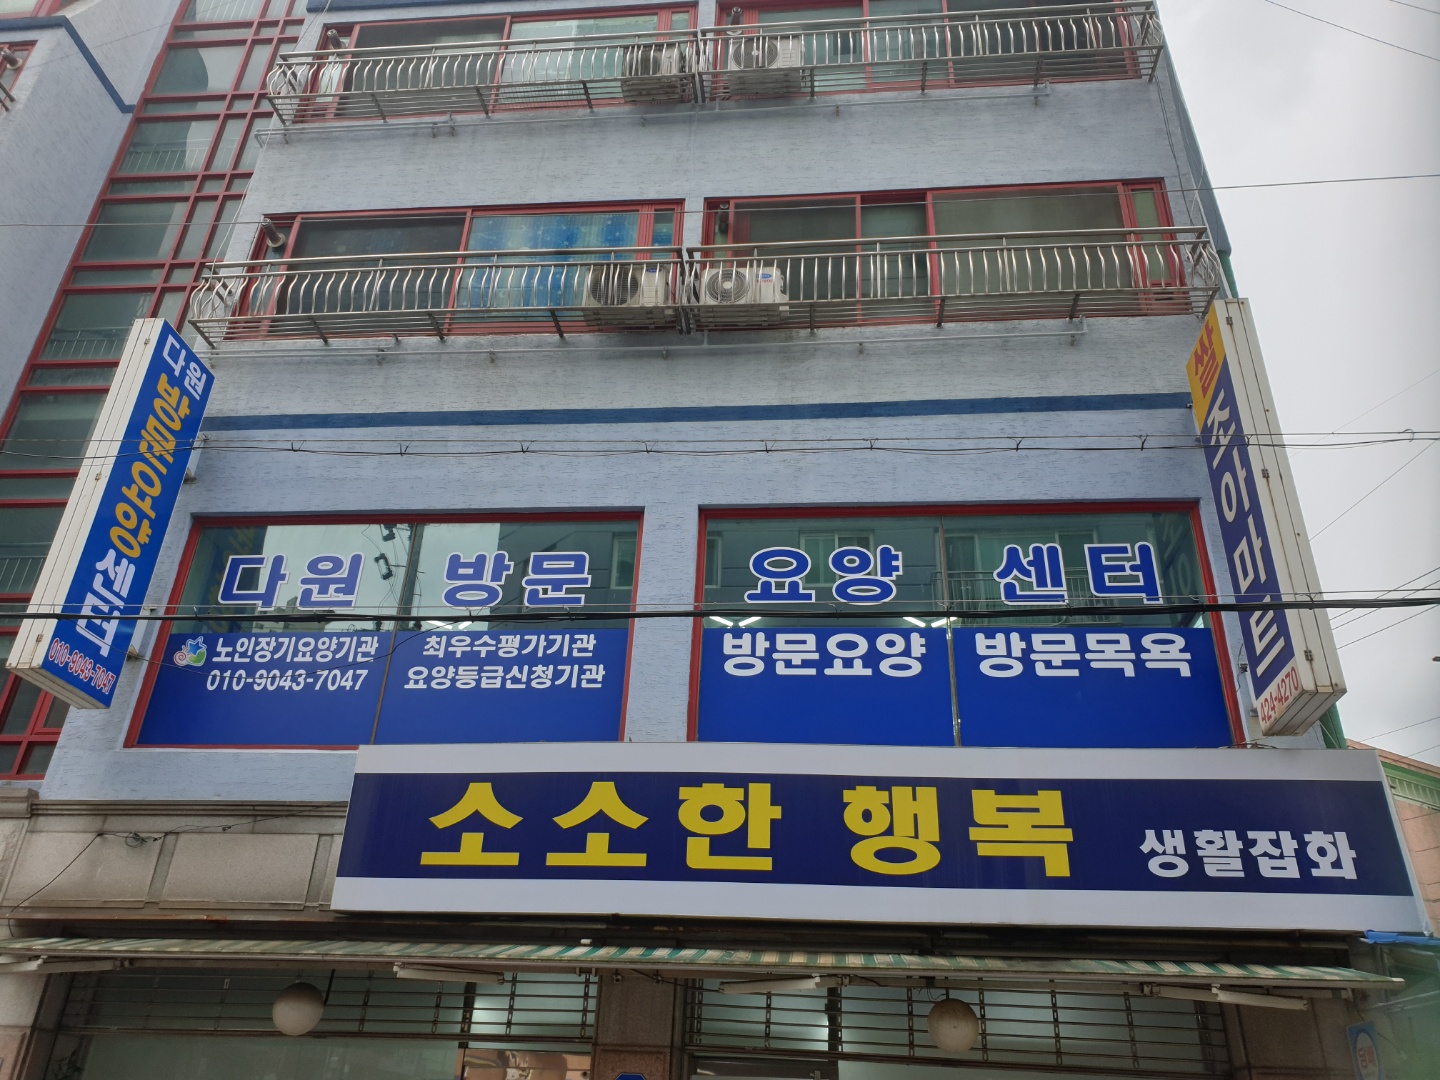 다원
방문요양센터
010-9043-7047
쌀
조아마트
424-4270
다원 방문 요양 센터
노인장기요양기관
010-9043-7047
최우수평가기관
요양등급신청기관
방문요양
방문목욕
소소한 행복 생활잡화